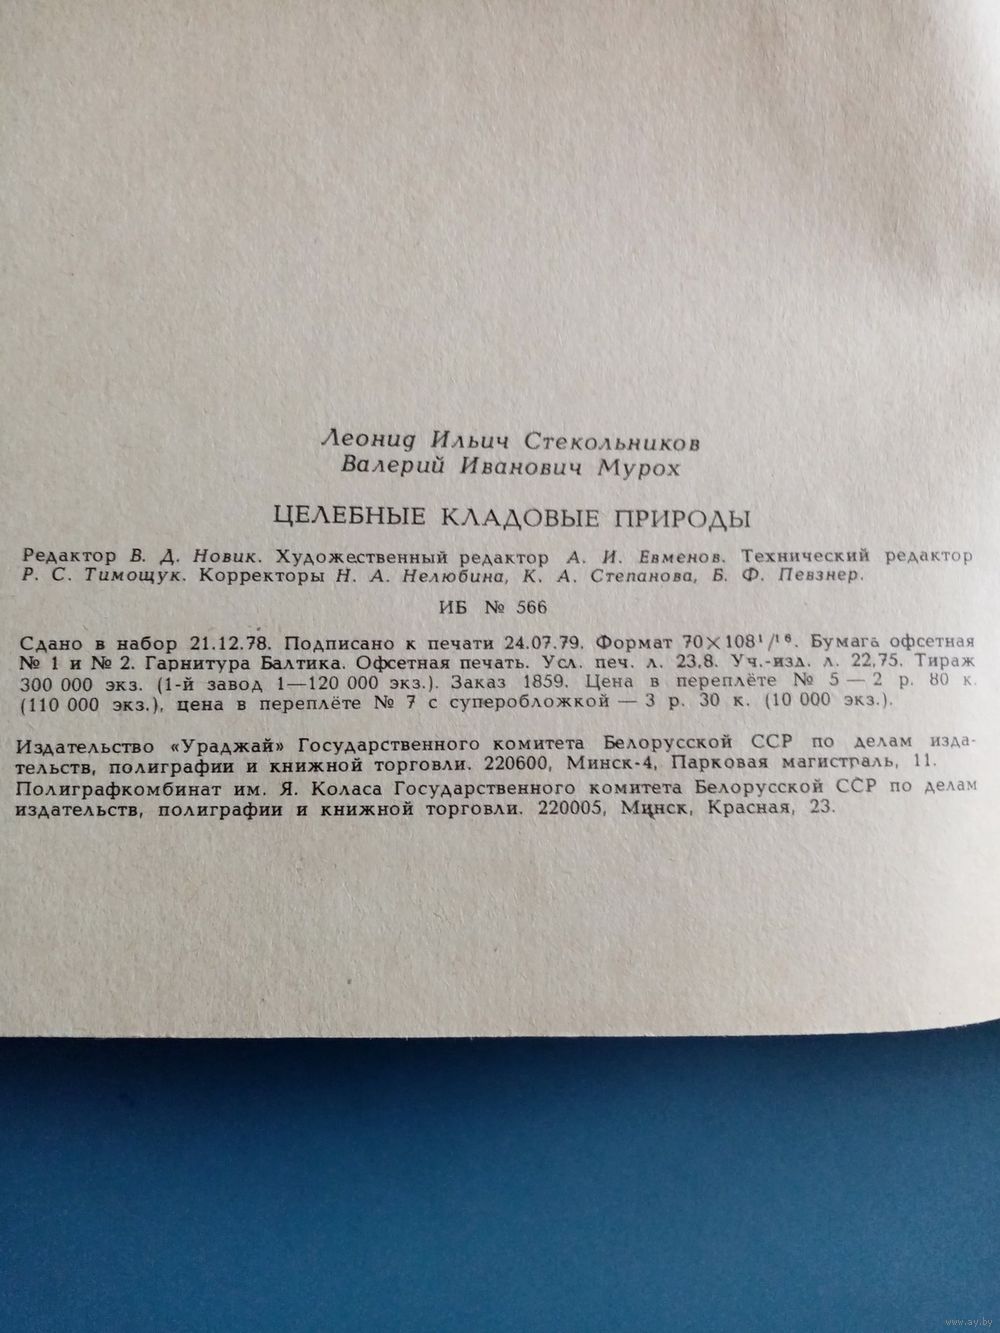 Леонид Ильич Стекольников
Валерий Иванович Мурох
ЦЕЛЕБНЫЕ КЛАДОВЫЕ ПРИРОДЫ
Редактор В. Д. Новик. Художественный редактор А. И. Евменов. Технический редактор
Р. С. Тимощук. Корректоры Н. А. Нелюбина, К. А. Степанова, Б. Ф. Певзнер.
ИБ № 566
Сдано в набор 21.12.78. Подписано к печати 24.07.79. Формат 70×108¹/¹⁶. Бумага офсетная
№ 1 и № 2. Гарнитура Балтика. Офсетная печать. Усл. печ. л. 23,8. Уч.-изд. л. 22,75. Тираж
300 000 экз. (1-й завод 1—120 000 экз.). Заказ 1859. Цена в переплёте № 5 — 2 р. 80 к.
(110 000 экз.), цена в переплёте № 7 с суперобложкой — 3 р. 30 к. (10 000 экз.).
Издательство «Ураджай» Государственного комитета Белорусской ССР по делам изда-
тельств, полиграфии и книжной торговли. 220600, Минск-4, Парковая магистраль, 11.
Полиграфкомбинат им. Я. Коласа Государственного комитета Белорусской ССР по делам
издательств, полиграфии и книжной торговли. 220005, Минск, Красная, 23.
www.ay.by